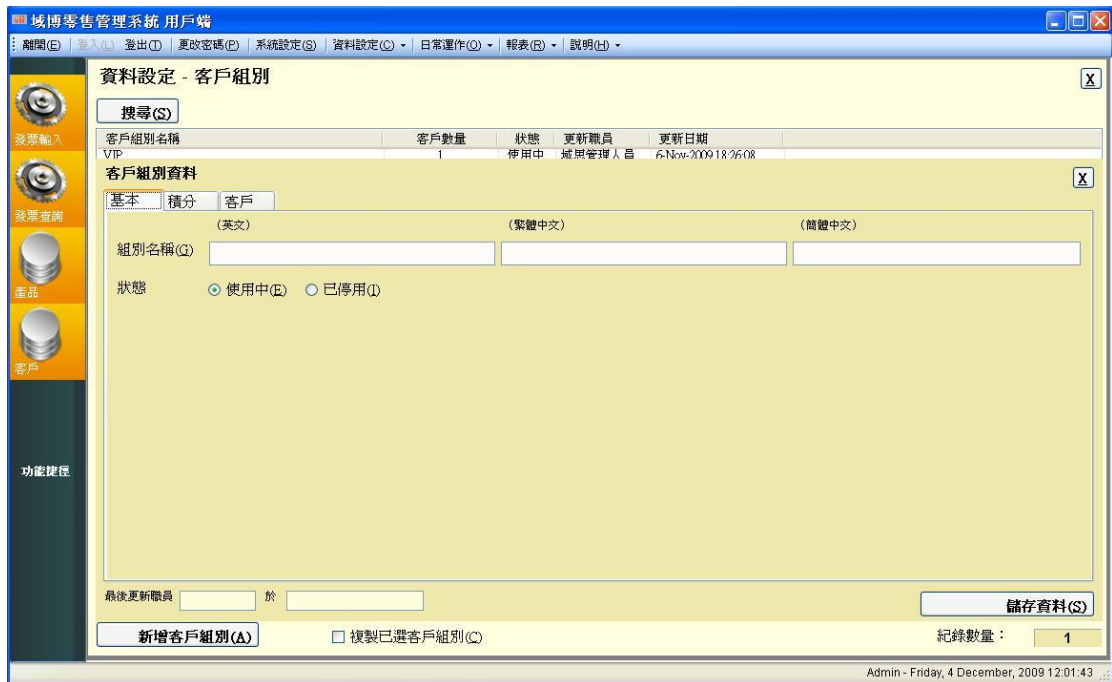 域博零售管理系統 用戶端
離開(E) 登入(L) 登出(T) 更改密碼(P) 系統設定(S) 資料設定(C) 日常運作(O) 報表(R) 說明(H)
資料設定 - 客戶組別 X
搜尋(S)
客戶組別名稱 客戶數量 狀態 更新職員 更新日期
VIP 1 使用中 域思管理人員 6-Nov-2009 18:26:08
客戶組別資料 X
基本 積分 客戶
(英文) (繁體中文) (簡體中文)
組別名稱(G)
狀態 使用中(E) 已停用(I)
最後更新職員 於
儲存資料(S)
新增客戶組別(A) 複製已選客戶組別(C) 紀錄數量： 1
發票輸入
發票查詢
產品
客戶
功能捷徑
Admin - Friday, 4 December, 2009 12:01:43